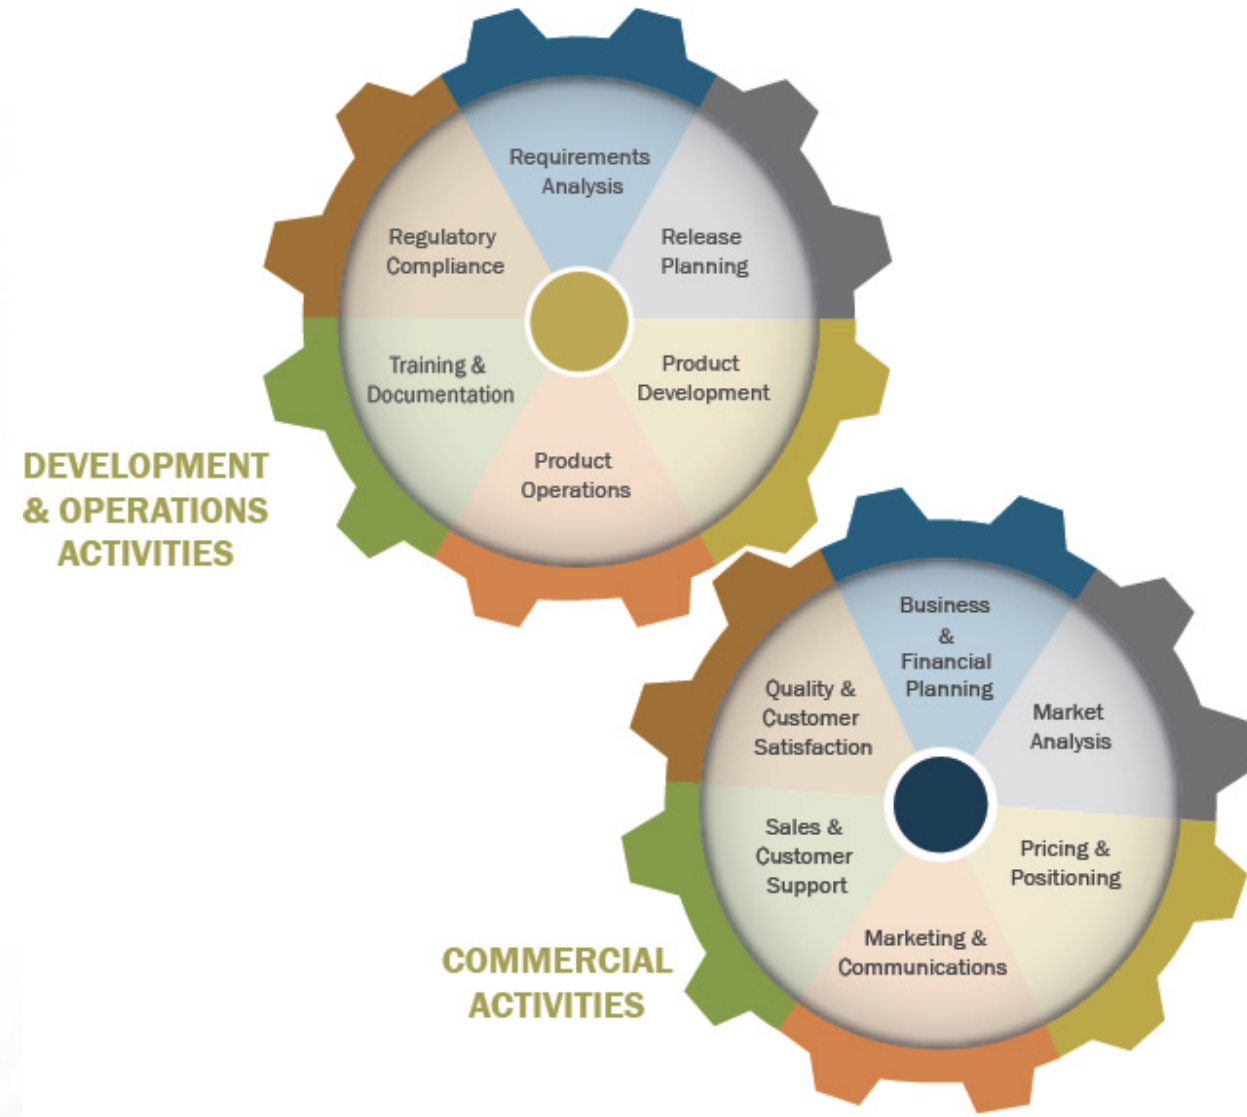 Requirements
Analysis
Release
Planning
Product
Development
Product
Operations
Training &
Documentation
Regulatory
Compliance
DEVELOPMENT
& OPERATIONS
ACTIVITIES
Business
&
Financial
Planning
Market
Analysis
Pricing &
Positioning
Marketing &
Communications
Sales &
Customer
Support
Quality &
Customer
Satisfaction
COMMERCIAL
ACTIVITIES